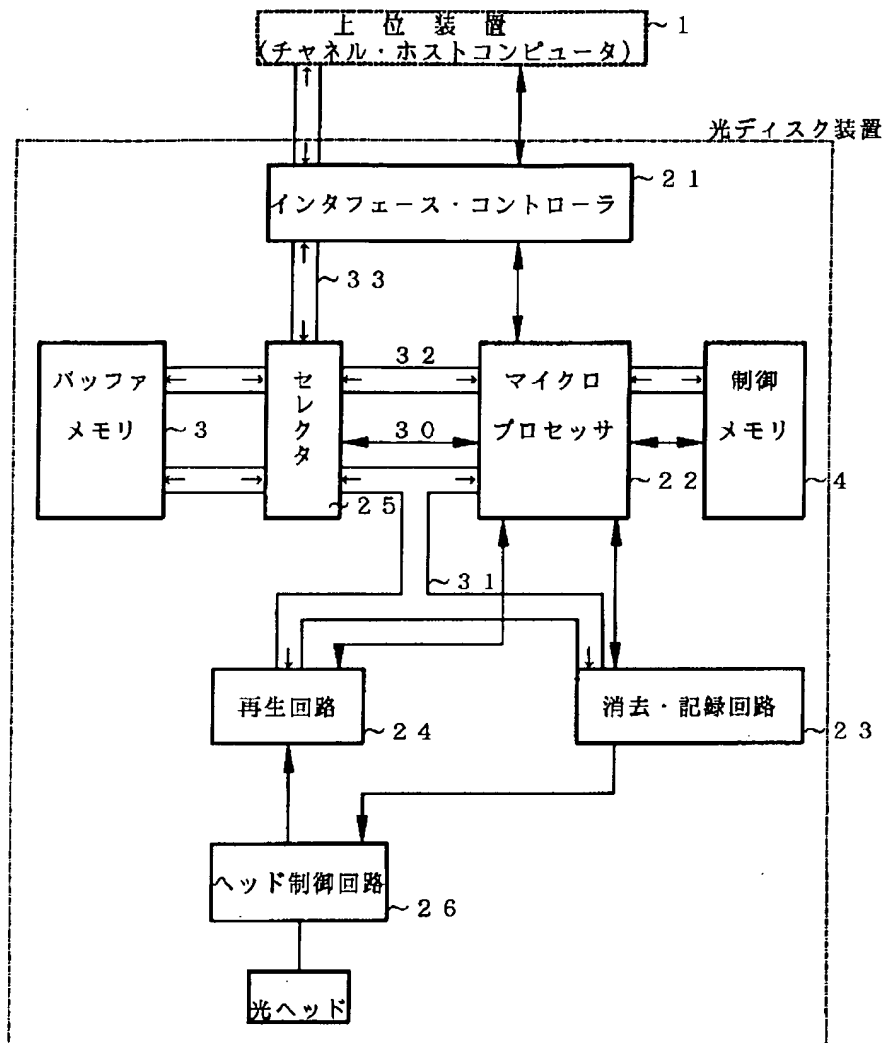 上位装置
(チャネル・ホストコンピュータ)
～1
光ディスク装置
～21
インタフェース・コントローラ
～33
バッファ
メモリ
～3
セレクタ
～25
32
30
マイクロ
プロセッサ
～22
制御
メモリ
～4
～31
再生回路
～24
消去・記録回路
～23
ヘッド制御回路
～26
光ヘッド